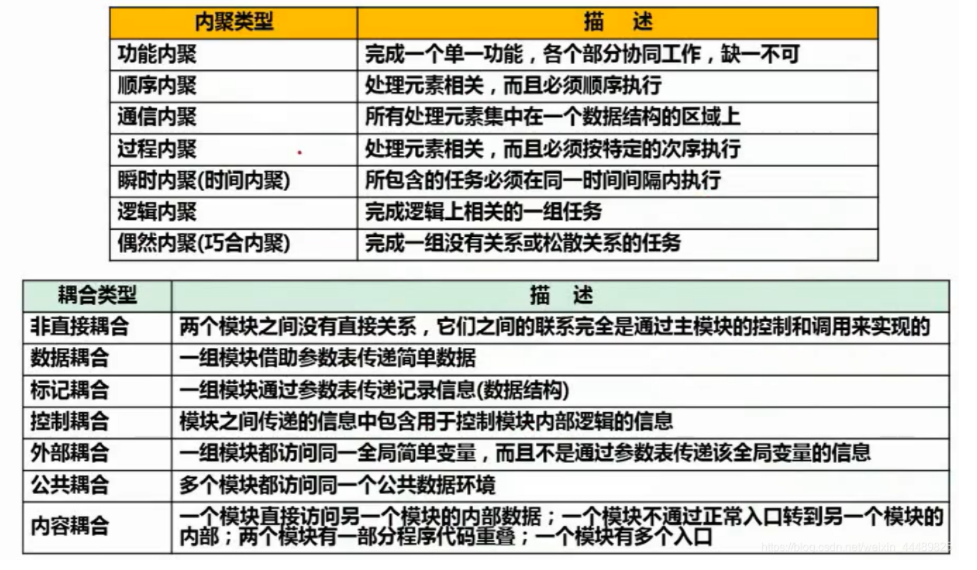 内聚类型 描 述
功能内聚 完成一个单一功能，各个部分协同工作，缺一不可
顺序内聚 处理元素相关，而且必须顺序执行
通信内聚 所有处理元素集中在一个数据结构的区域上
过程内聚 处理元素相关，而且必须按特定的次序执行
瞬时内聚(时间内聚) 所包含的任务必须在同一时间间隔内执行
逻辑内聚 完成逻辑上相关的一组任务
偶然内聚(巧合内聚) 完成一组没有关系或松散关系的任务
耦合类型 描 述
非直接耦合 两个模块之间没有直接关系，它们之间的联系完全是通过主模块的控制和调用来实现的
数据耦合 一组模块借助参数表传递简单数据
标记耦合 一组模块通过参数表传递记录信息(数据结构)
控制耦合 模块之间传递的信息中包含用于控制模块内部逻辑的信息
外部耦合 一组模块都访问同一全局简单变量，而且不是通过参数表传递该全局变量的信息
公共耦合 多个模块都访问同一个公共数据环境
内容耦合 一个模块直接访问另一个模块的内部数据；一个模块不通过正常入口转到另一个模块的
内部；两个模块有一部分程序代码重叠；一个模块有多个入口